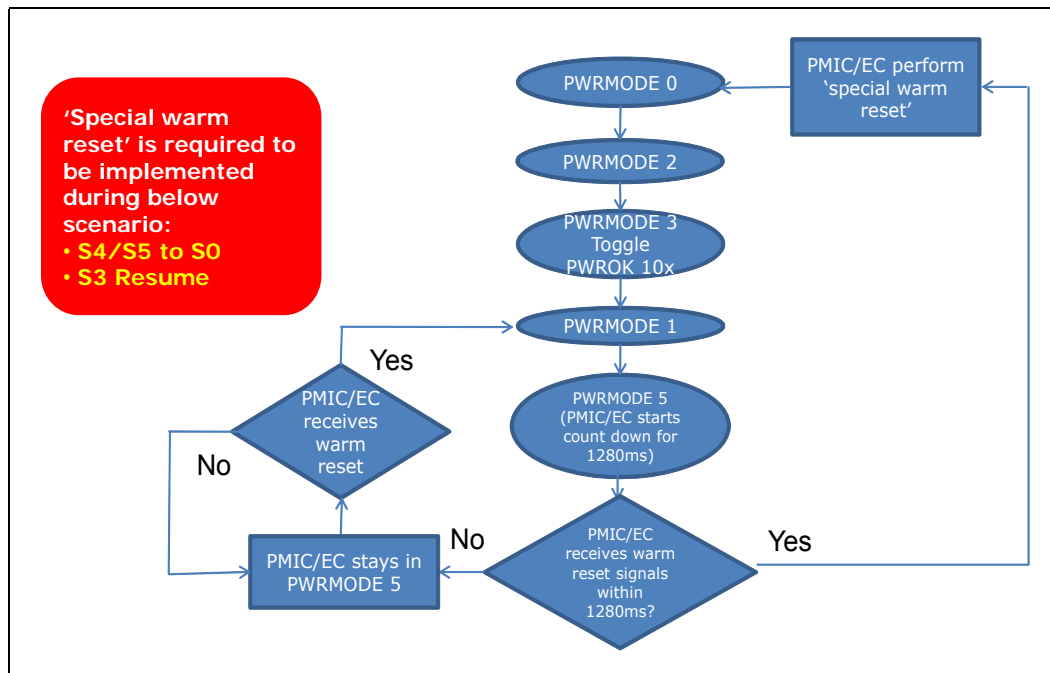 ‘Special warm
reset’ is required to
be implemented
during below
scenario:
• S4/S5 to S0
• S3 Resume
PWRMODE 0
PMIC/EC perform
‘special warm
reset’
PWRMODE 2
PWRMODE 3
Toggle
PWROK 10x
PWRMODE 1
Yes
PMIC/EC
receives
warm
reset
No
PWRMODE 5
(PMIC/EC starts
count down for
1280ms)
PMIC/EC stays in
PWRMODE 5
No
PMIC/EC
receives warm
reset signals
within
1280ms?
Yes